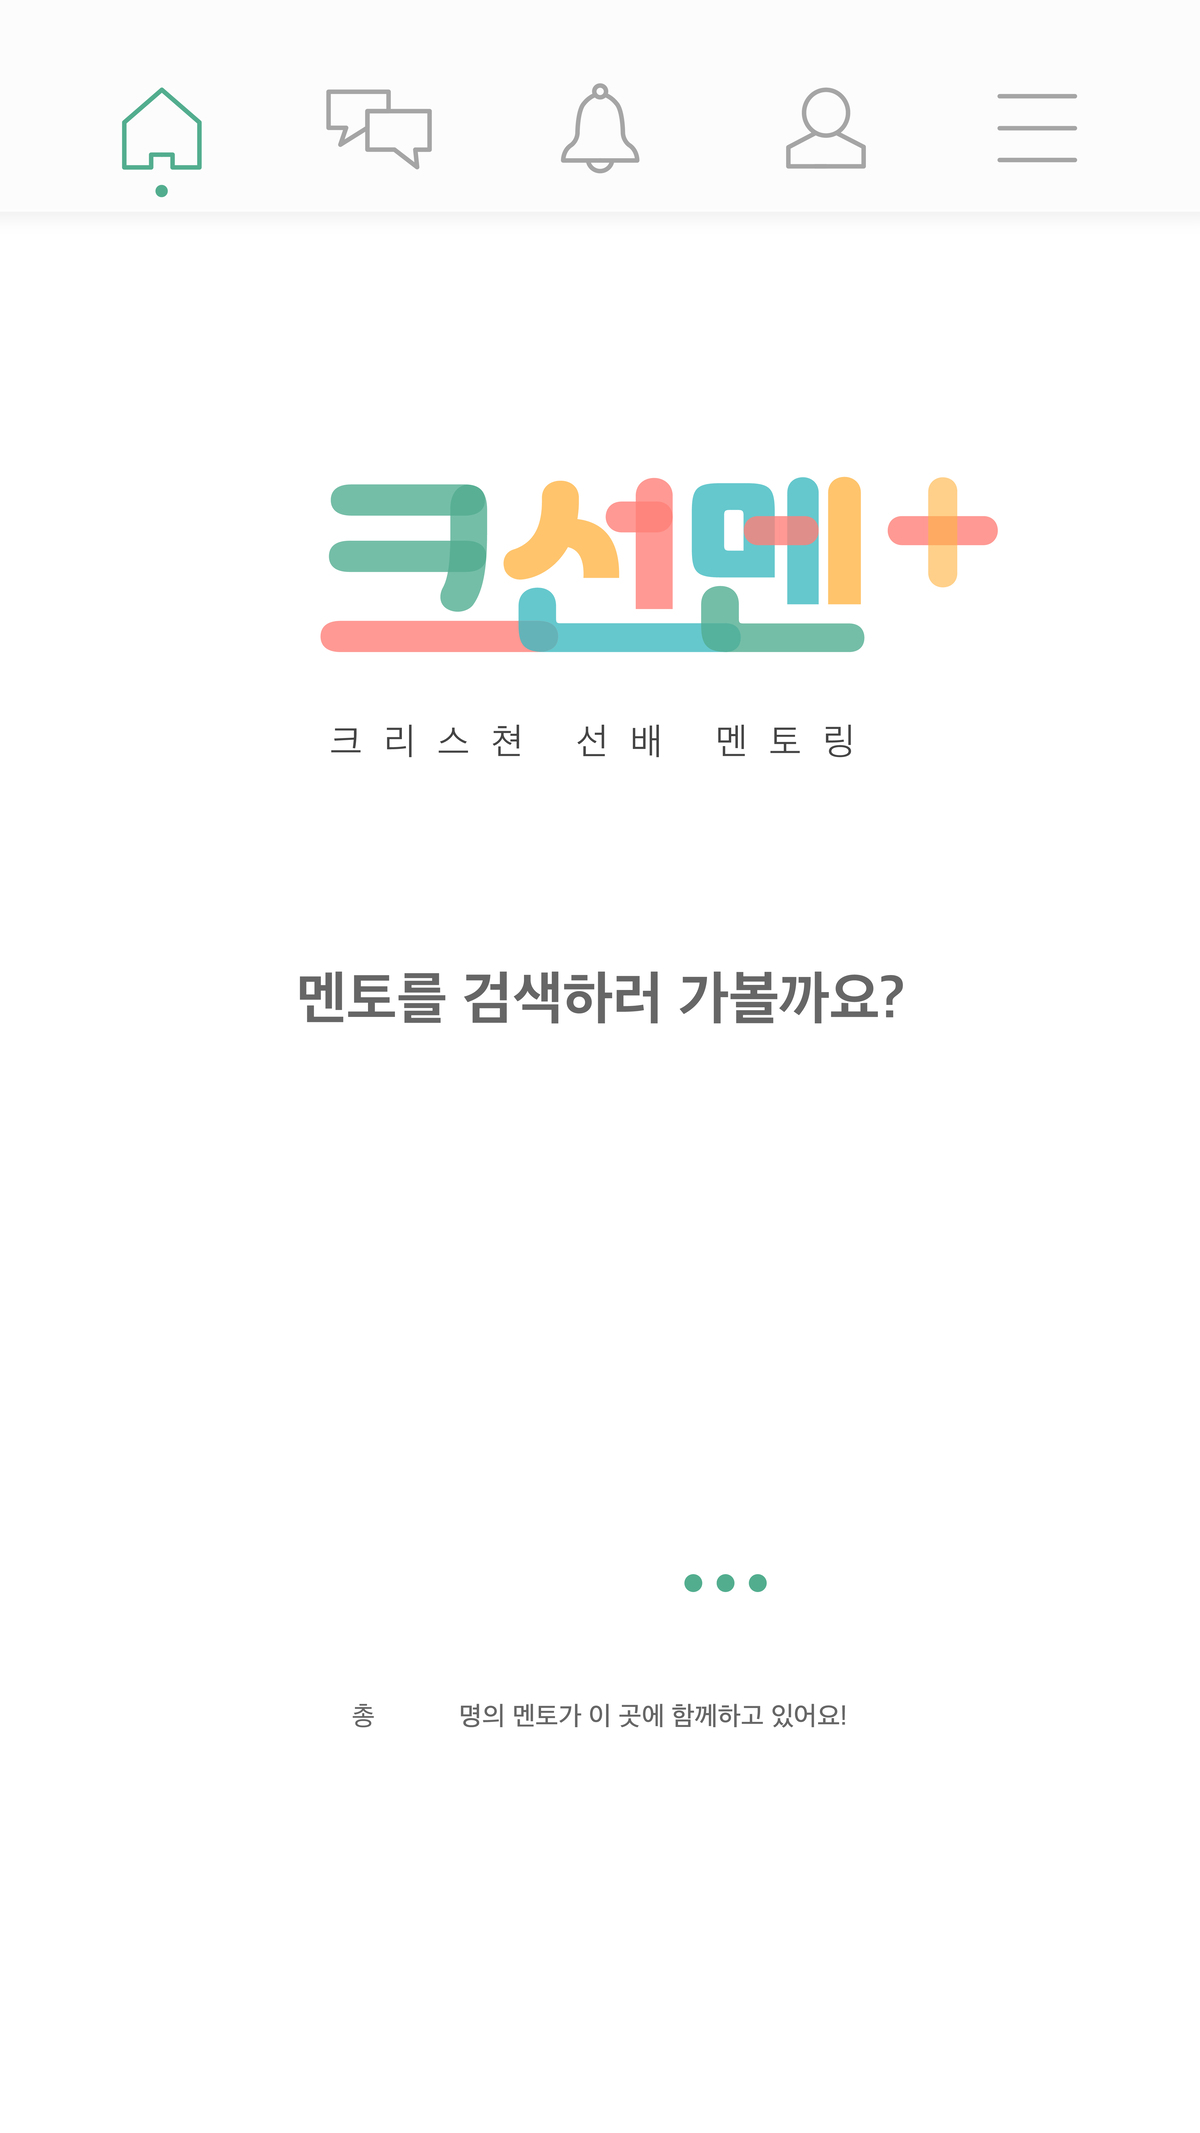 크선멘+
크리스쳔 선배 멘토링
멘토를 검색하러 가볼까요?
총 명의 멘토가 이 곳에 함께하고 있어요!